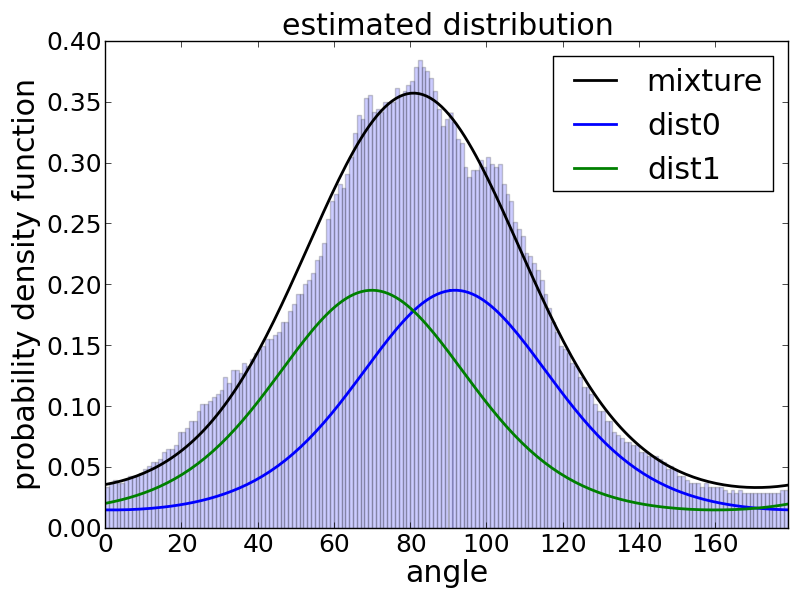 estimated distribution
probability density function
0.40
0.35
0.30
0.25
0.20
0.15
0.10
0.05
0.00
mixture
dist0
dist1
0 20 40 60 80 100 120 140 160
angle